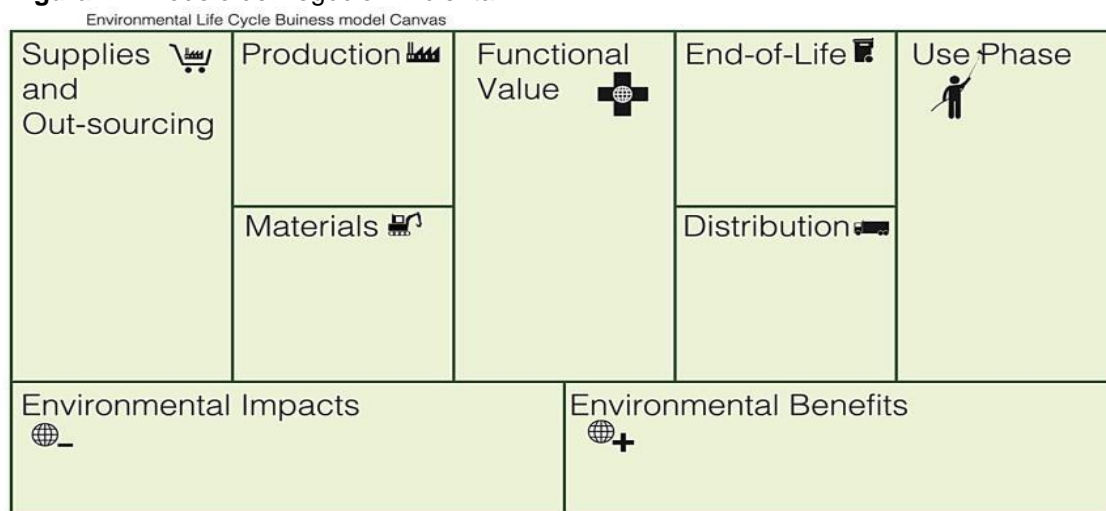 Environmental Life Cycle Buiness model Canvas
Supplies
and
Out-sourcing
Production
Materials
Functional
Value
End-of-Life
Distribution
Use Phase
Environmental Impacts
Environmental Benefits